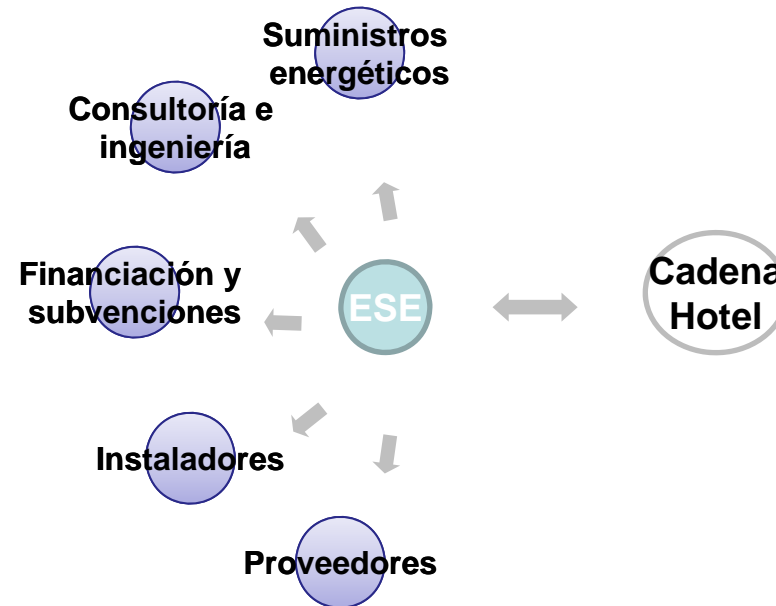 Suministros
energéticos
Consultoría e
ingeniería
Financiación y
subvenciones
ESE
Cadena
Hotel
Instaladores
Proveedores